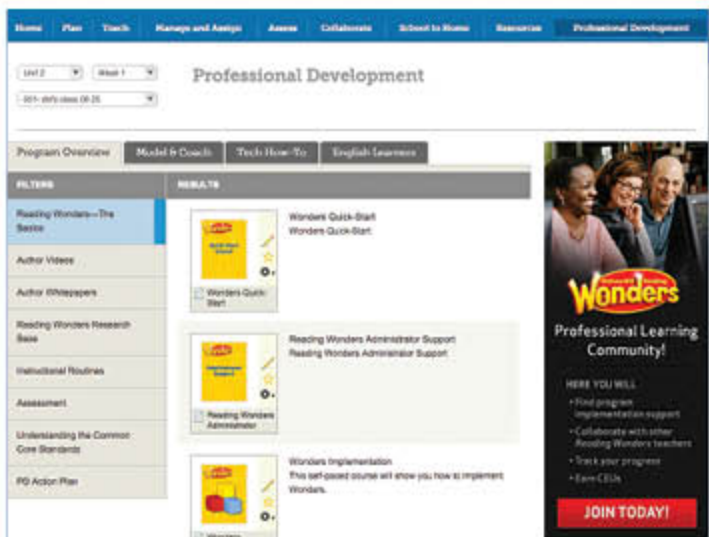 Home Plan Teach Manage and Assign Assess Collaborate School to Home Resources Professional Development
Unit 2 Week 1
Professional Development
Program Overview Model & Coach Tech How-To English Learners
FILTERS
RESULTS
Reading Wonders—The
Basics
Author Videos
Author Whitepapers
Reading Wonders Research
Base
Instructional Routines
Assessment
Understanding the Common
Core Standards
PD Action Plan
Wonders Quick-Start
Wonders Quick-Start
Wonders Quick-
Start
Reading Wonders Administrator Support
Reading Wonders Administrator Support
Reading Wonders
Administrator
Wonders Implementation
This self-paced course will show you how to implement
Wonders.
Wonders
Wonders
Professional Learning
Community!
HERE YOU WILL
• Find program
implementation support
• Collaborate with other
Reading Wonders teachers
• Track your progress
• Earn CEUs
JOIN TODAY!